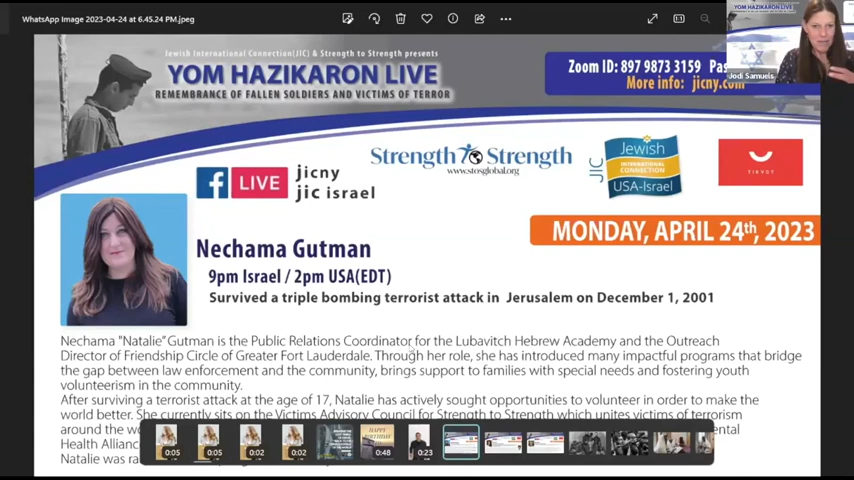 WhatsApp Image 2023-04-24 at 6.45.24 PM.jpeg
1:1
Jewish International Connection(JIC) & Strength to Strength presents
YOM HAZIKARON LIVE
REMEMBRANCE OF FALLEN SOLDIERS AND VICTIMS OF TERROR
Zoom ID: 897 9873 3159 Pas
More info: jicny.com
YOM HAZIKARON LIVE
Jodi Samuels
f LIVE
jicny
jic israel
Strength Strength
www.stosglobal.org
JIC
Jewish
INTERNATIONAL
CONNECTION
USA-Israel
MONDAY, APRIL 24th, 2023
Nechama Gutman
9pm Israel / 2pm USA(EDT)
Survived a triple bombing terrorist attack in Jerusalem on December 1, 2001
Nechama "Natalie" Gutman is the Public Relations Coordinator for the Lubavitch Hebrew Academy and the Outreach
Director of Friendship Circle of Greater Fort Lauderdale. Through her role, she has introduced many impactful programs that bridge
the gap between law enforcement and the community, brings support to families with special needs and fostering youth
volunteerism in the community.
After surviving a terrorist attack at the age of 17, Natalie has actively sought opportunities to volunteer in order to make the
world better. She currently sits on the Victims Advisory Council for Strength to Strength which unites victims of terrorism
around the wo
mental
Health Allianc
Natalie was ra
0:05
0:05
0:02
0:02
0:48
0:23